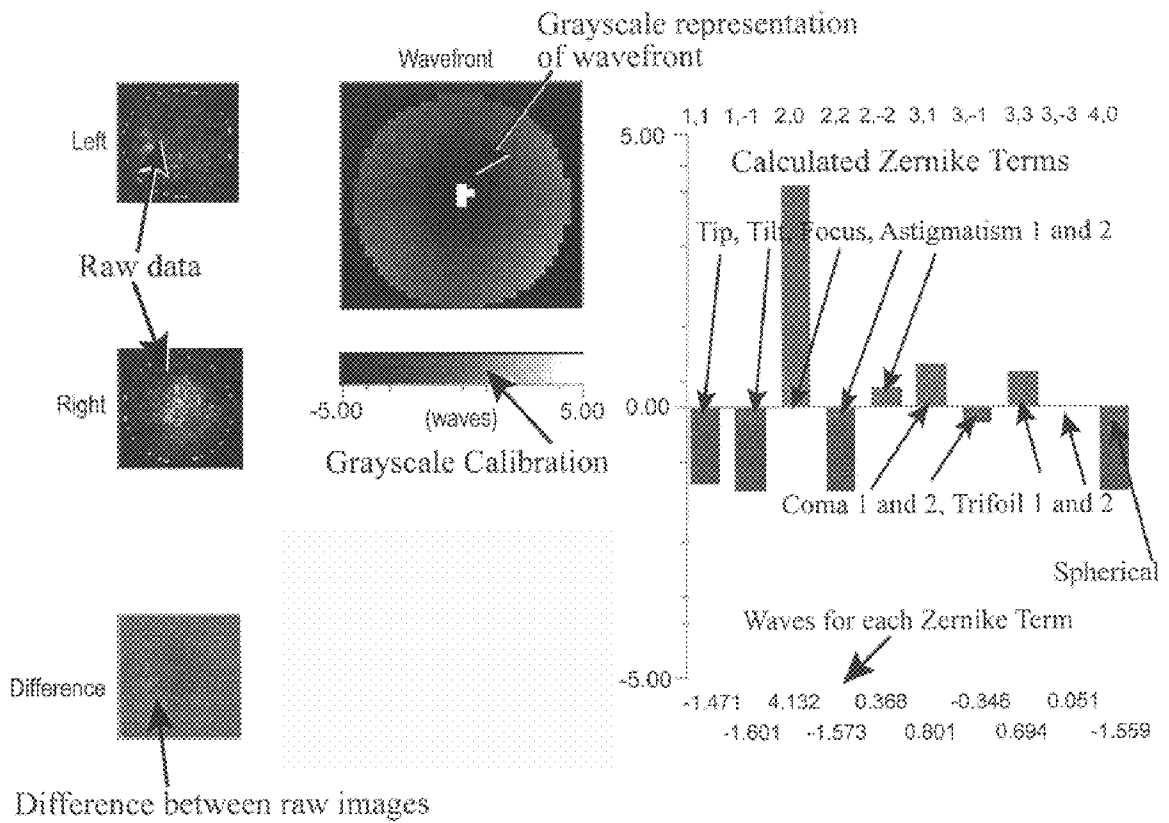 Grayscale representation
of wavefront
Wavefront
Left
Raw data
Right
-5.00 (waves) 5.00
Grayscale Calibration
Difference
Difference between raw images
1,1 1,-1 2,0 2,2 2,-2 3,1 3,-1 3,3 3,-3 4,0
5.00
Calculated Zernike Terms
Tip, Tilt, Focus, Astigmatism 1 and 2
0.00
Coma 1 and 2, Trifoil 1 and 2
Spherical
Waves for each Zernike Term
-5.00
-1.471 4.132 0.368 -0.346 0.051
-1.601 -1.573 0.801 0.694 -1.559